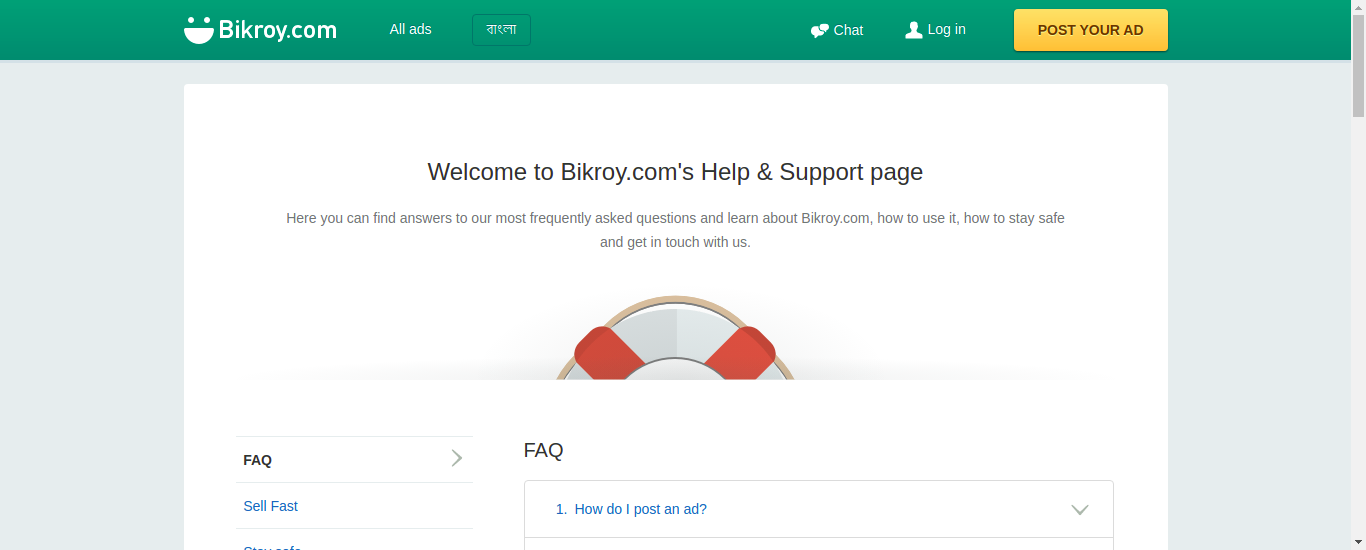 Bikroy.com
All ads
বাংলা
Chat
Log in
POST YOUR AD
Welcome to Bikroy.com's Help & Support page
Here you can find answers to our most frequently asked questions and learn about Bikroy.com, how to use it, how to stay safe
and get in touch with us.
FAQ
Sell Fast
Stay safe
FAQ
1. How do I post an ad?